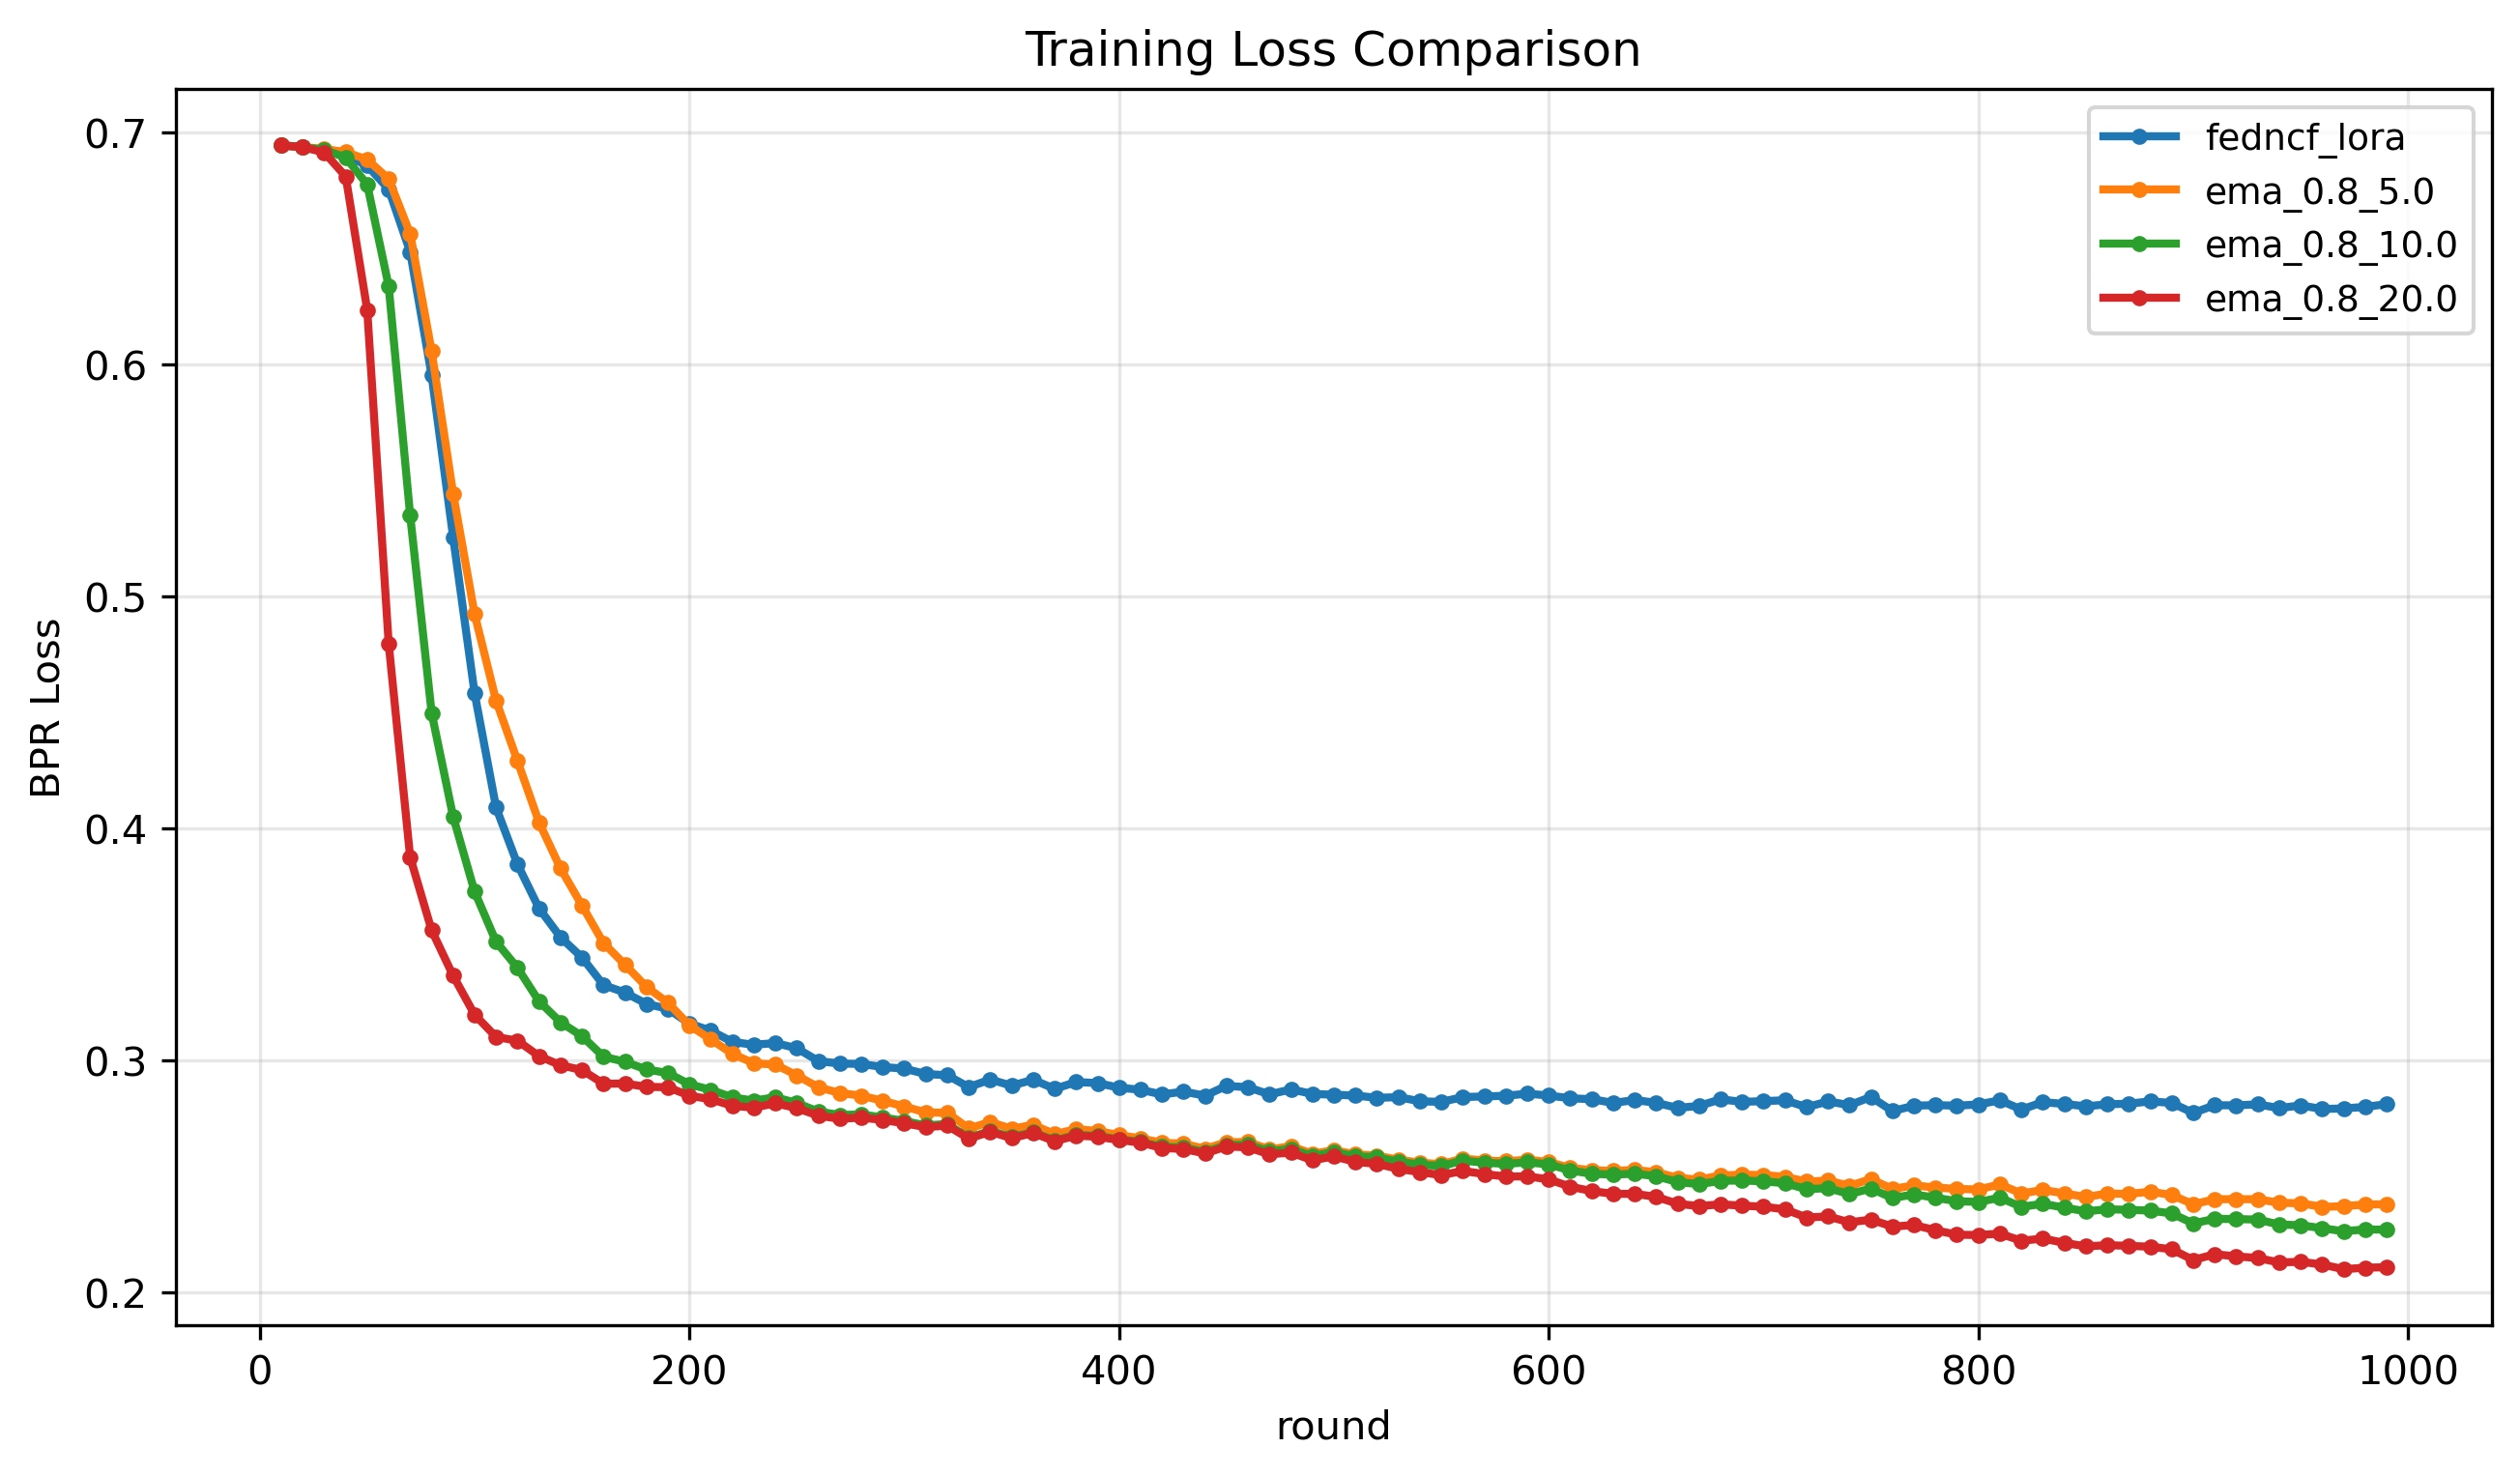 Training Loss Comparison
fedncf_lora
ema_0.8_5.0
ema_0.8_10.0
ema_0.8_20.0
BPR Loss
0.7
0.6
0.5
0.4
0.3
0.2
0 200 400 600 800 1000
round